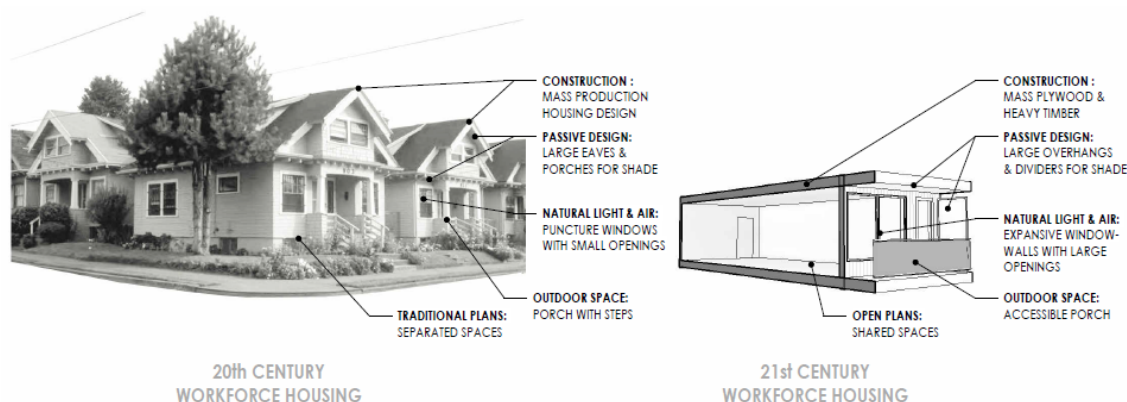 CONSTRUCTION :
MASS PRODUCTION
HOUSING DESIGN
PASSIVE DESIGN:
LARGE EAVES &
PORCHES FOR SHADE
NATURAL LIGHT & AIR:
PUNCTURE WINDOWS
WITH SMALL OPENINGS
OUTDOOR SPACE:
PORCH WITH STEPS
TRADITIONAL PLANS:
SEPARATED SPACES
20th CENTURY
WORKFORCE HOUSING
CONSTRUCTION :
MASS PLYWOOD &
HEAVY TIMBER
PASSIVE DESIGN:
LARGE OVERHANGS
& DIVIDERS FOR SHADE
NATURAL LIGHT & AIR:
EXPANSIVE WINDOW-
WALLS WITH LARGE
OPENINGS
OUTDOOR SPACE:
ACCESSIBLE PORCH
OPEN PLANS:
SHARED SPACES
21st CENTURY
WORKFORCE HOUSING